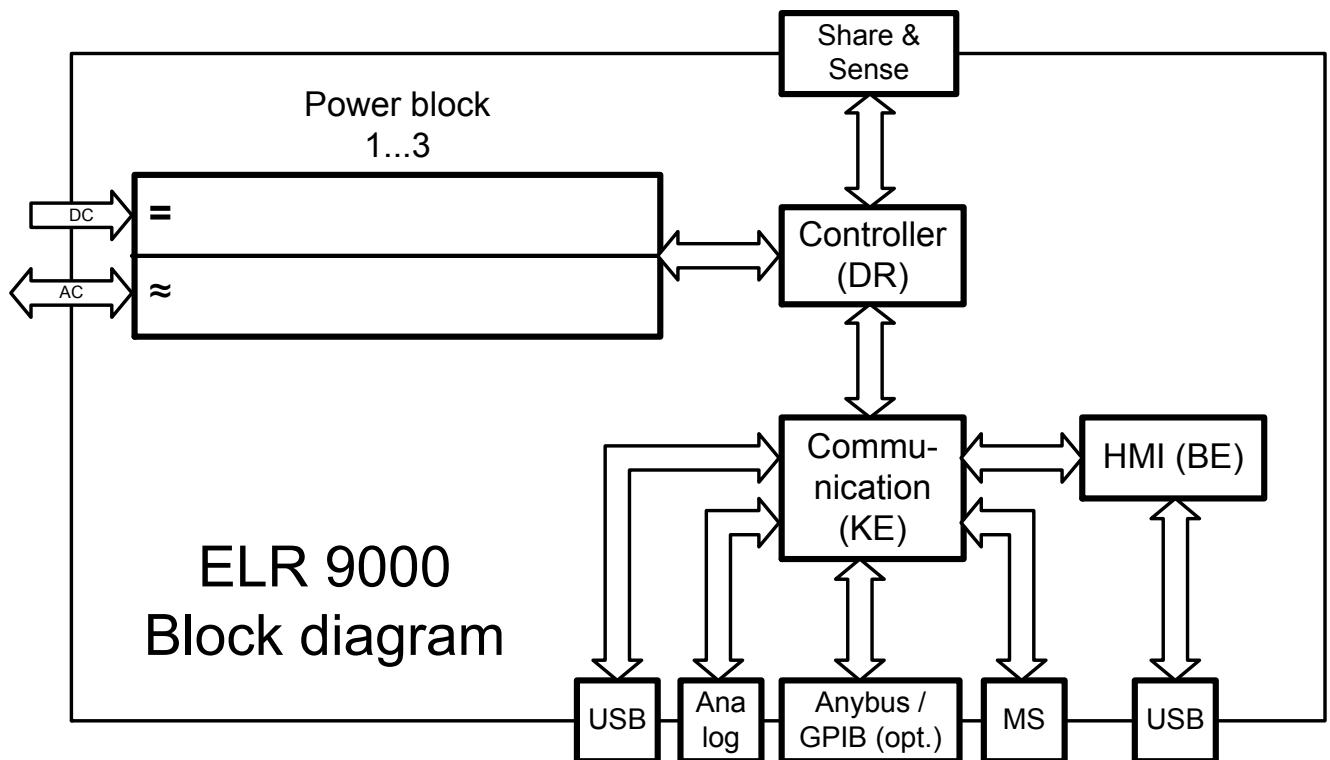 Share &
Sense
Power block
1...3
DC
=
AC
≈
Controller
(DR)
Commu-
nication
(KE)
HMI (BE)
ELR 9000
Block diagram
USB
Ana
log
Anybus /
GPIB (opt.)
MS
USB